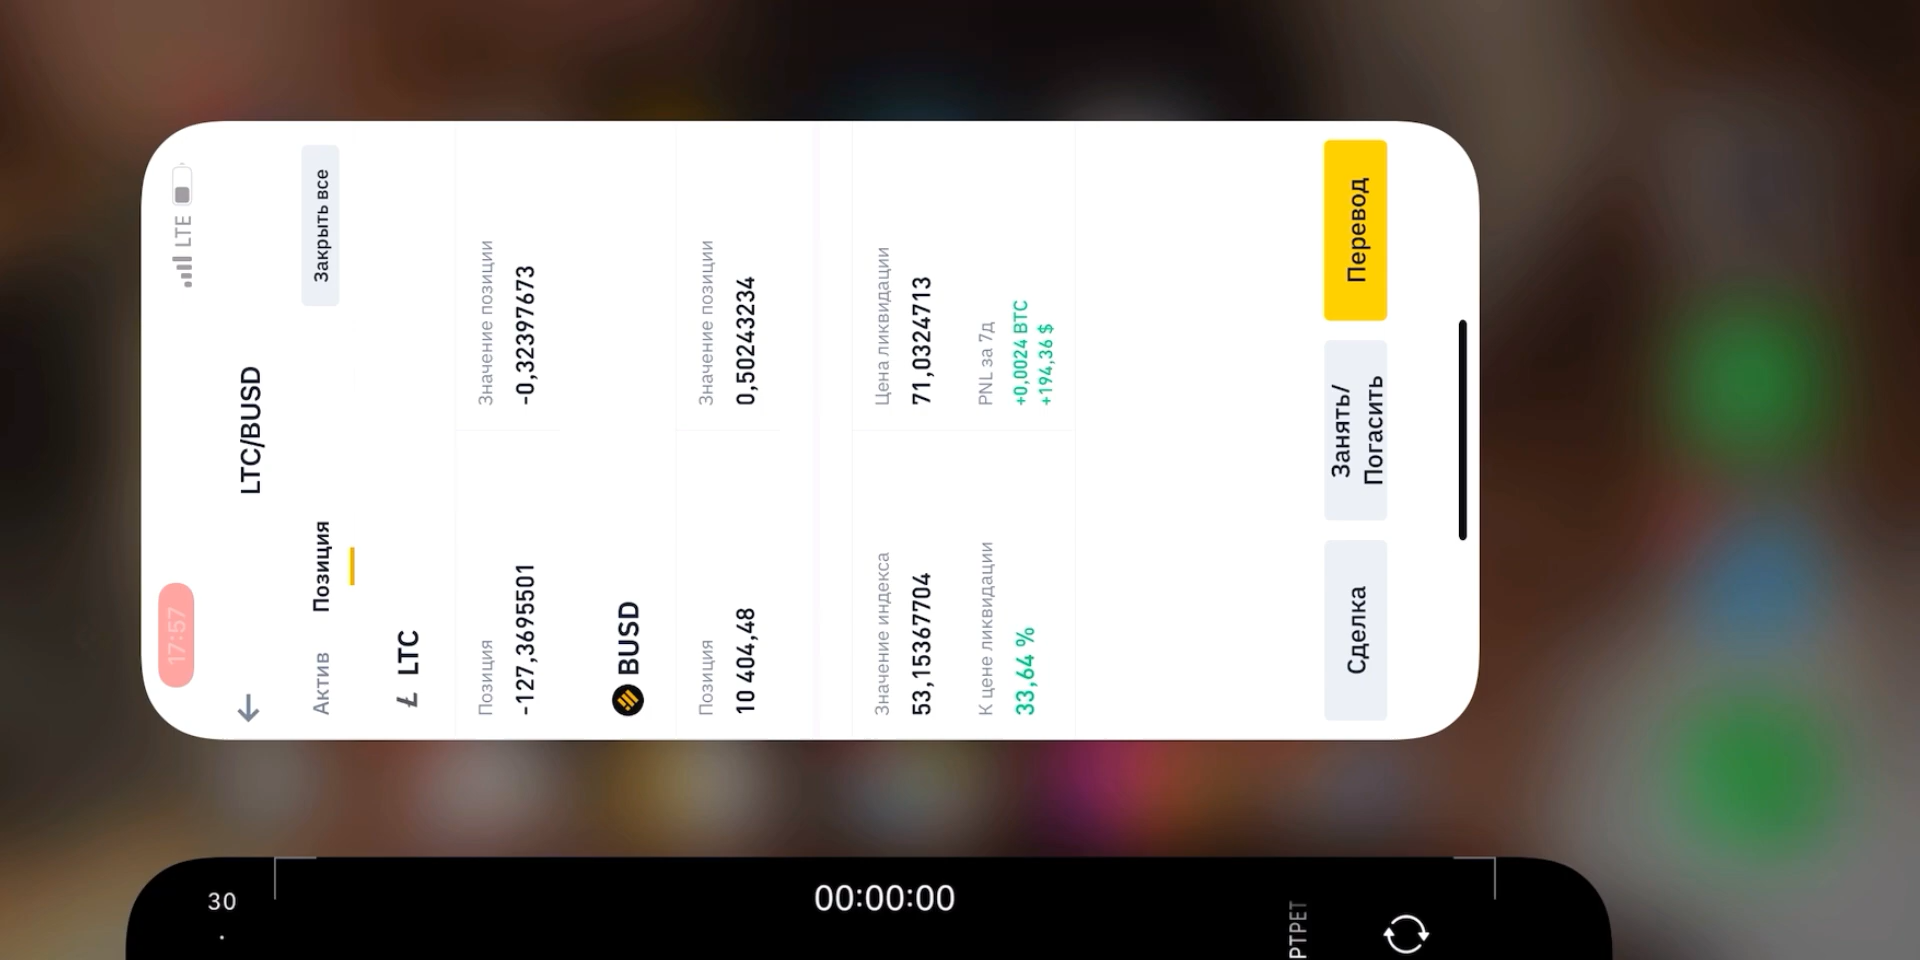 17:57
LTE
LTC/BUSD
Актив
Позиция
Закрыть все
Ł LTC
Позиция
Значение позиции
-127,3695501
-0,32397673
BUSD
Позиция
Значение позиции
10 404,48
0,50243234
Значение индекса
Цена ликвидации
53,15367704
71,0324713
К цене ликвидации
PNL за 7д
33,64 %
+0,0024 BTC
+194,36 $
Сделка
Занять/
Погасить
Перевод
30
00:00:00
РТРЕТ